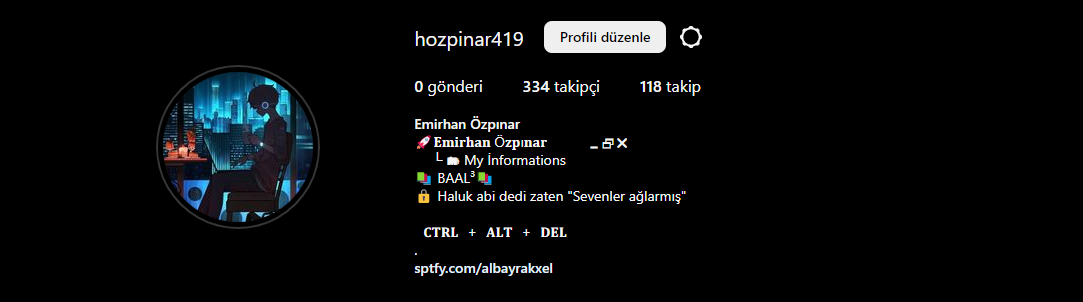 hozpinar419 Profili düzenle
0 gönderi 334 takipçi 118 takip
Emirhan Özpınar
🚀 𝐄𝐦𝐢𝐫𝐡𝐚𝐧 Özpı𝐧𝐚𝐫 🗕 🗗 🗙
└ 📂 My İnformations
📚 BAAL³📚
🔒 Haluk abi dedi zaten "Sevenler ağlarmış"
𝐂𝐓𝐑𝐋 + 𝐀𝐋𝐓 + 𝐃𝐄𝐋
.
sptfy.com/albayrakxel